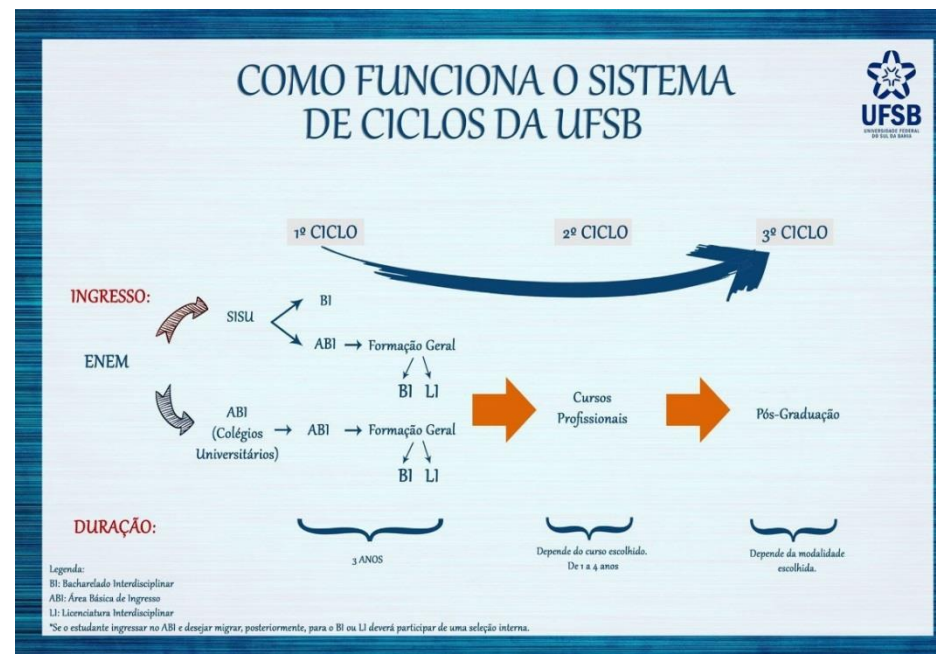 COMO FUNCIONA O SISTEMA
DE CICLOS DA UFSB
UFSB
UNIVERSIDADE FEDERAL
DO SUL DA BAHIA
1º CICLO
2º CICLO
3º CICLO
INGRESSO:
ENEM
SISU
BI
ABI
Formação Geral
BI LI
ABI
(Colégios
Universitários)
ABI
Formação Geral
BI LI
Cursos
Profissionais
Pós-Graduação
DURAÇÃO:
3 ANOS
Depende do curso escolhido.
De 1 a 4 anos
Depende da modalidade
escolhida.
Legenda:
BI: Bacharelado Interdisciplinar
ABI: Área Básica de Ingresso
LI: Licenciatura Interdisciplinar
*Se o estudante ingressar no ABI e desejar migrar, posteriormente, para o BI ou LI deverá participar de uma seleção interna.